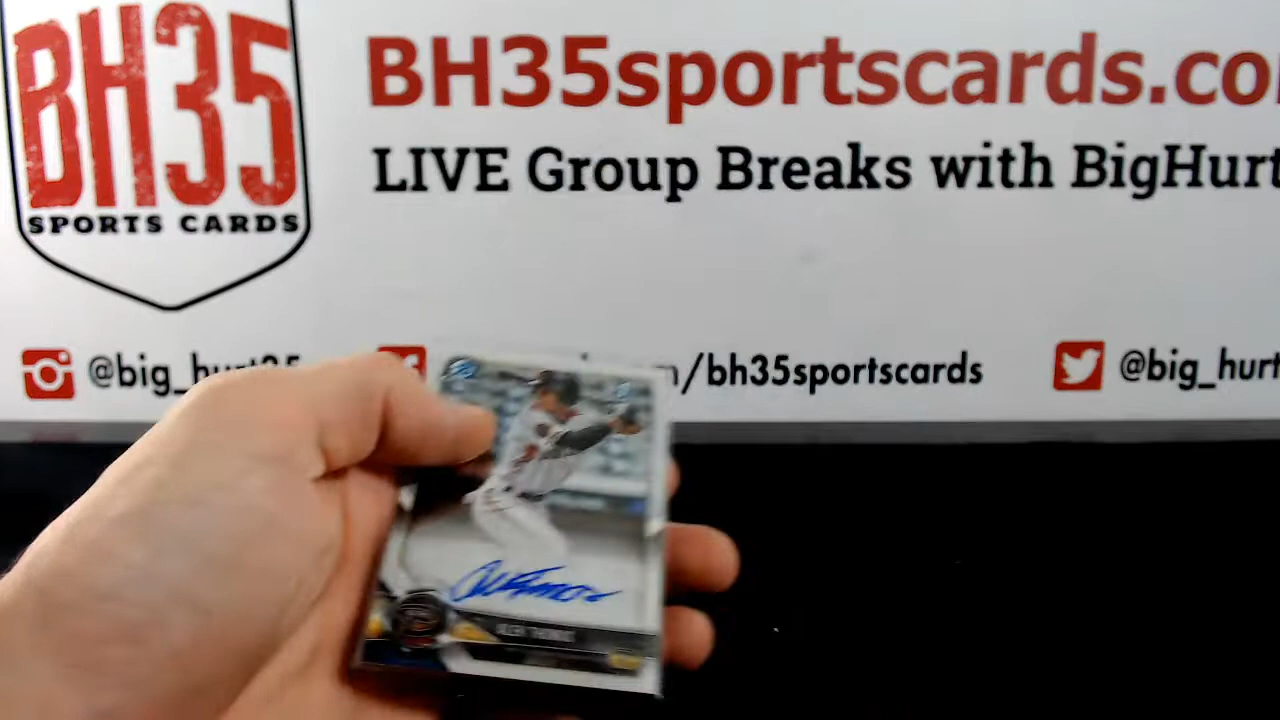 BH35
SPORTS CARDS
BH35sportscards.co
LIVE Group Breaks with BigHurt
@big_hurt35
/bh35sportscards
@big_hurt